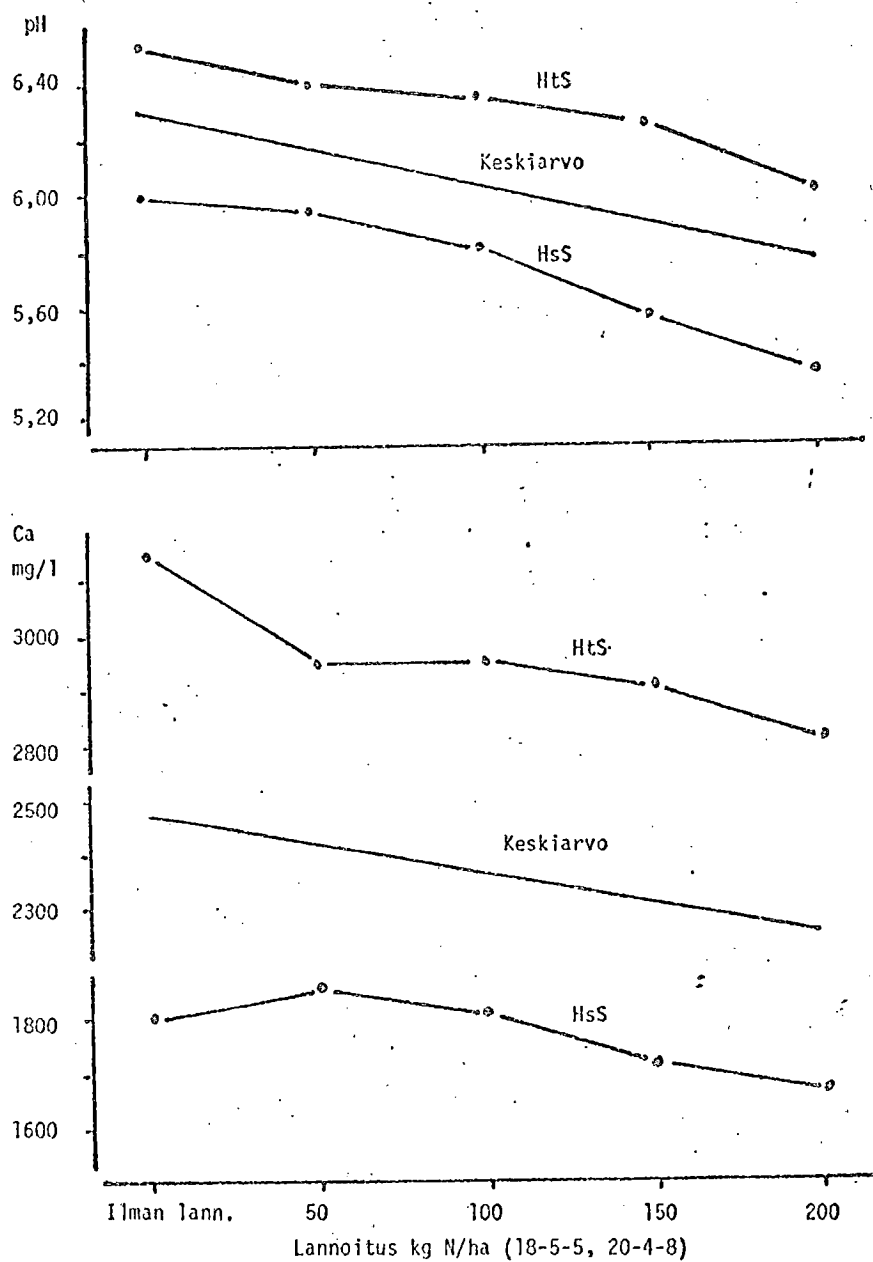 pH
6,40
HtS
Keskiarvo
6,00
HsS
5,60
5,20
Ca
mg/l
3000
HtS
2800
2500
Keskiarvo
2300
1800
HsS
1600
Ilman lann. 50 100 150 200
Lannoitus kg N/ha (18-5-5, 20-4-8)